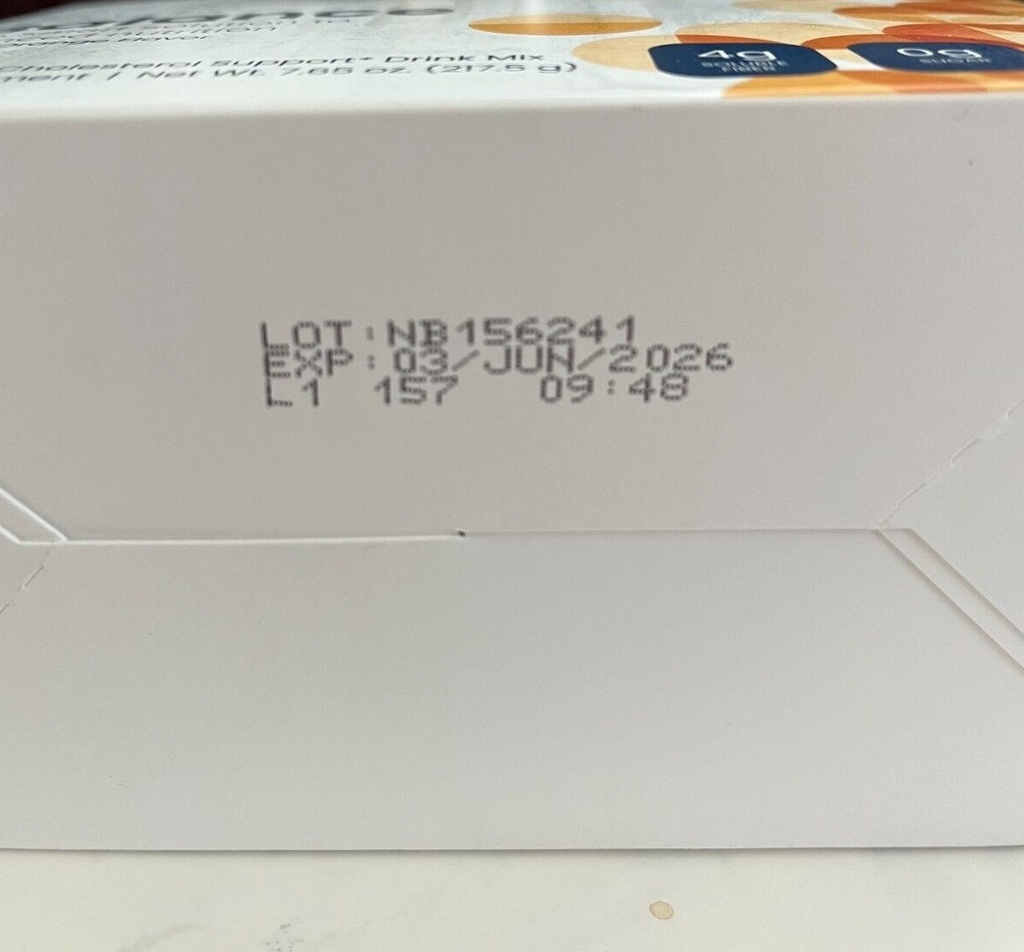 Cholesterol Support* Drink Mix
/ Net Wt. 7.65 oz. (217.5 g)
4g
SOLUBLE
FIBER
0g
SUGAR
LOT:NB156241
EXP:03/JUN/2026
L1 157 09:48